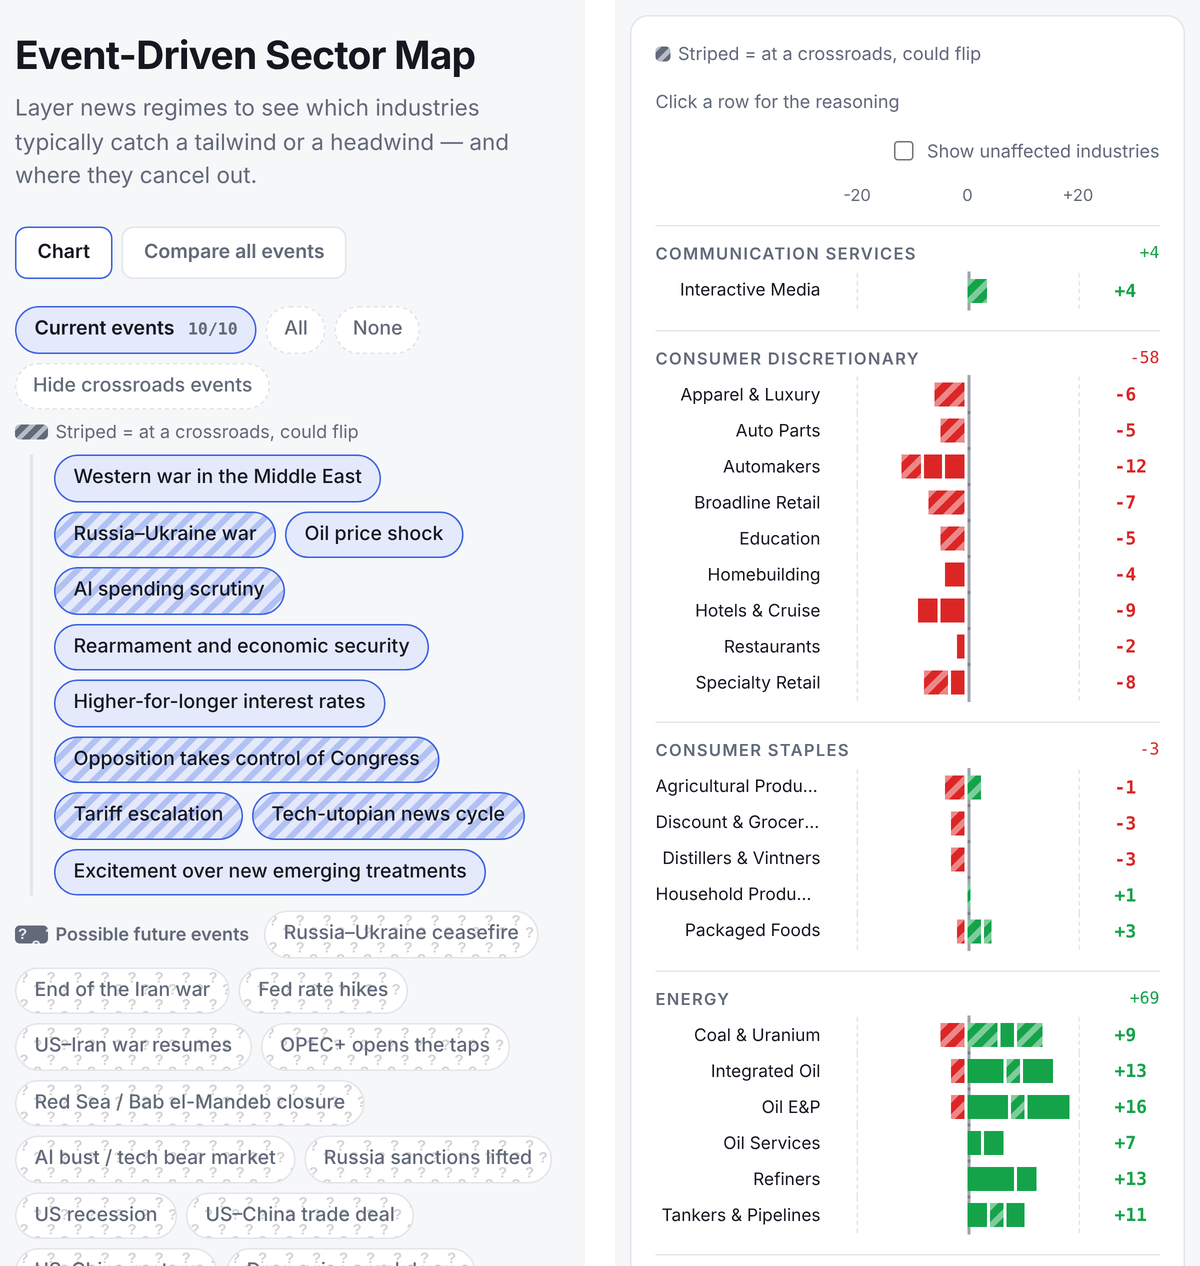 Event-Driven Sector Map
Layer news regimes to see which industries
typically catch a tailwind or a headwind — and
where they cancel out.
Chart
Compare all events
Current events 10/10
All
None
Hide crossroads events
Striped = at a crossroads, could flip
Western war in the Middle East
Russia–Ukraine war
Oil price shock
AI spending scrutiny
Rearmament and economic security
Higher-for-longer interest rates
Opposition takes control of Congress
Tariff escalation
Tech-utopian news cycle
Excitement over new emerging treatments
Possible future events
Russia–Ukraine ceasefire
End of the Iran war
Fed rate hikes
US–Iran war resumes
OPEC+ opens the taps
Red Sea / Bab el-Mandeb closure
AI bust / tech bear market
Russia sanctions lifted
US recession
US–China trade deal
Striped = at a crossroads, could flip
Click a row for the reasoning
Show unaffected industries
-20 0 +20
COMMUNICATION SERVICES +4
Interactive Media +4
CONSUMER DISCRETIONARY -58
Apparel & Luxury -6
Auto Parts -5
Automakers -12
Broadline Retail -7
Education -5
Homebuilding -4
Hotels & Cruise -9
Restaurants -2
Specialty Retail -8
CONSUMER STAPLES -3
Agricultural Produ... -1
Discount & Grocer... -3
Distillers & Vintners -3
Household Produ... +1
Packaged Foods +3
ENERGY +69
Coal & Uranium +9
Integrated Oil +13
Oil E&P +16
Oil Services +7
Refiners +13
Tankers & Pipelines +11